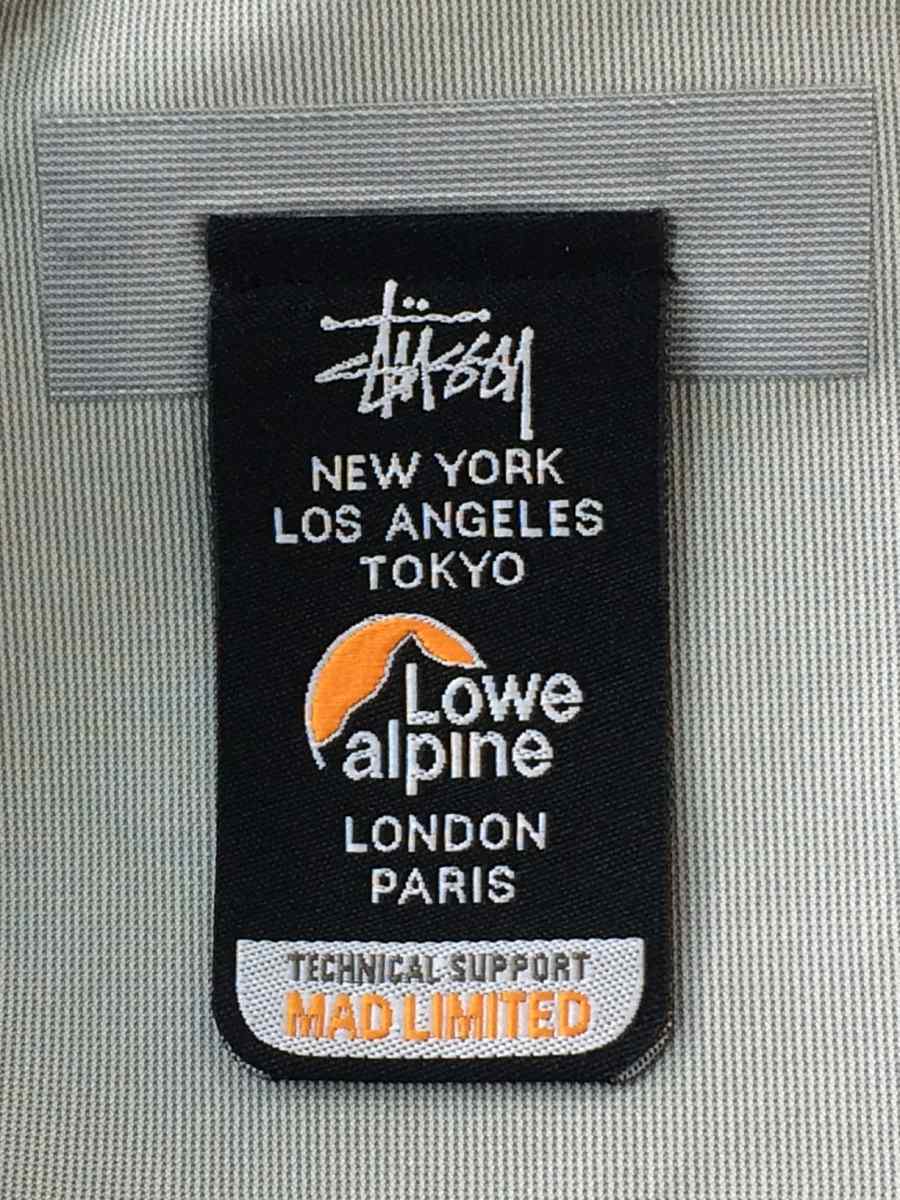 Stüssy
NEW YORK
LOS ANGELES
TOKYO
Lowe
alpine
LONDON
PARIS
TECHNICAL SUPPORT
MAD LIMITED